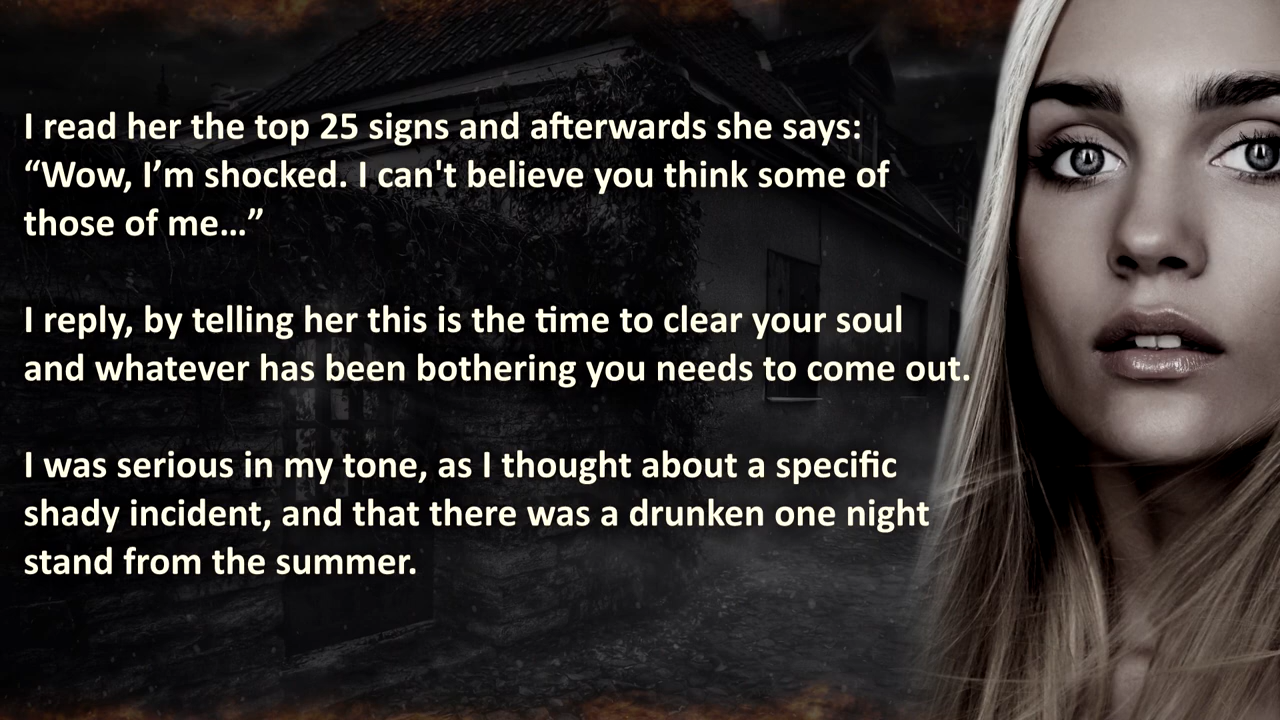 I read her the top 25 signs and afterwards she says:
“Wow, I’m shocked. I can't believe you think some of
those of me…”
I reply, by telling her this is the time to clear your soul
and whatever has been bothering you needs to come out.
I was serious in my tone, as I thought about a specific
shady incident, and that there was a drunken one night
stand from the summer.